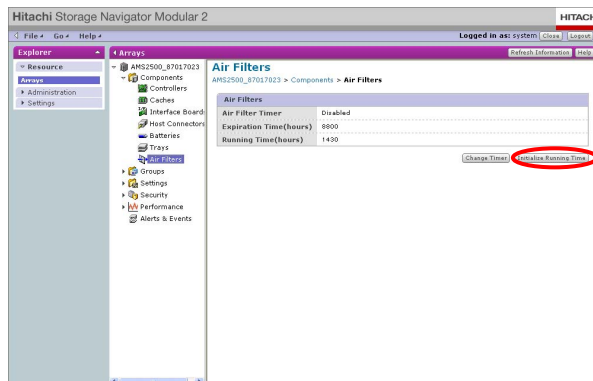 Hitachi Storage Navigator Modular 2
HITACH
File Go Help
Logged in as: system Close Logout
Explorer
Arrays
Refresh Information Help
Resource
Arrays
Administration
Settings
AMS2500_87017023
Components
Controllers
Caches
Interface Boards
Host Connectors
Batteries
Trays
Air Filters
Groups
Settings
Security
Performance
Alerts & Events
Air Filters
AMS2500_87017023 > Components > Air Filters
Air Filters
Air Filter Timer Disabled
Expiration Time(hours) 8800
Running Time(hours) 1430
Change Timer Initialize Running Time